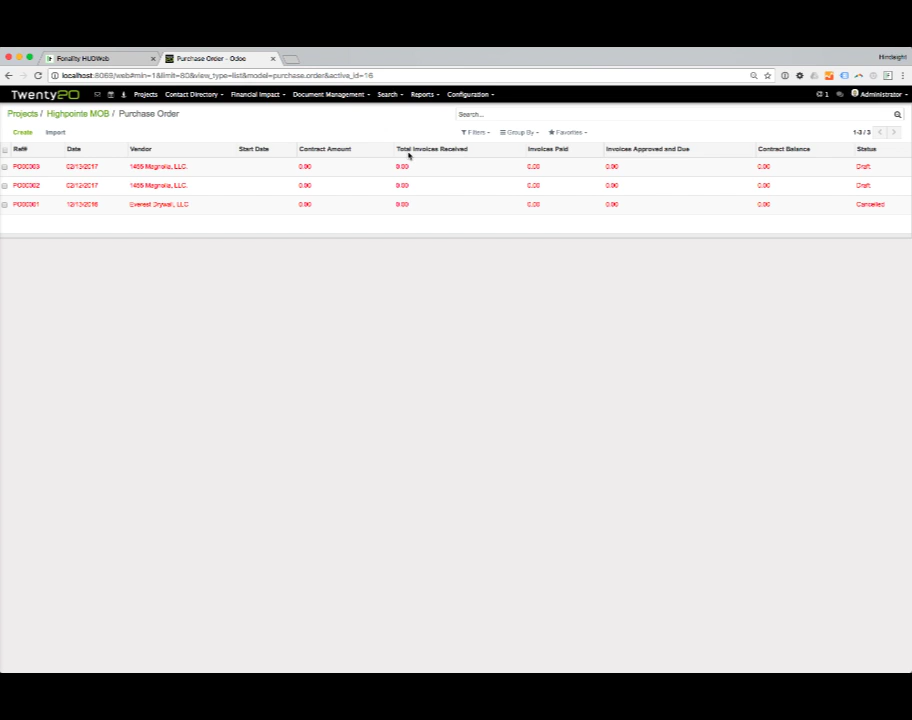 Fonality HUDWeb
Purchase Order - Odoo
Hindsight
localhost:8069/web#min=1&limit=80&view_type=list&model=purchase.order&active_id=16
Twenty20 Projects Contact Directory Financial Impact Document Management Search Reports Configuration 1 Administrator
Projects / Highpointe MOB / Purchase Order Search...
Create Import Filters Group By Favorites 1-3 / 3
Ref# Date Vendor Start Date Contract Amount Total Invoices Received Invoices Paid Invoices Approved and Due Contract Balance Status
PO00003 02/13/2017 1455 Magnolia, LLC. 0.00 0.00 0.00 0.00 0.00 Draft
PO00002 02/12/2017 1455 Magnolia, LLC. 0.00 0.00 0.00 0.00 0.00 Draft
PO00001 12/13/2016 Everest Drywall, LLC 0.00 0.00 0.00 0.00 0.00 Cancelled